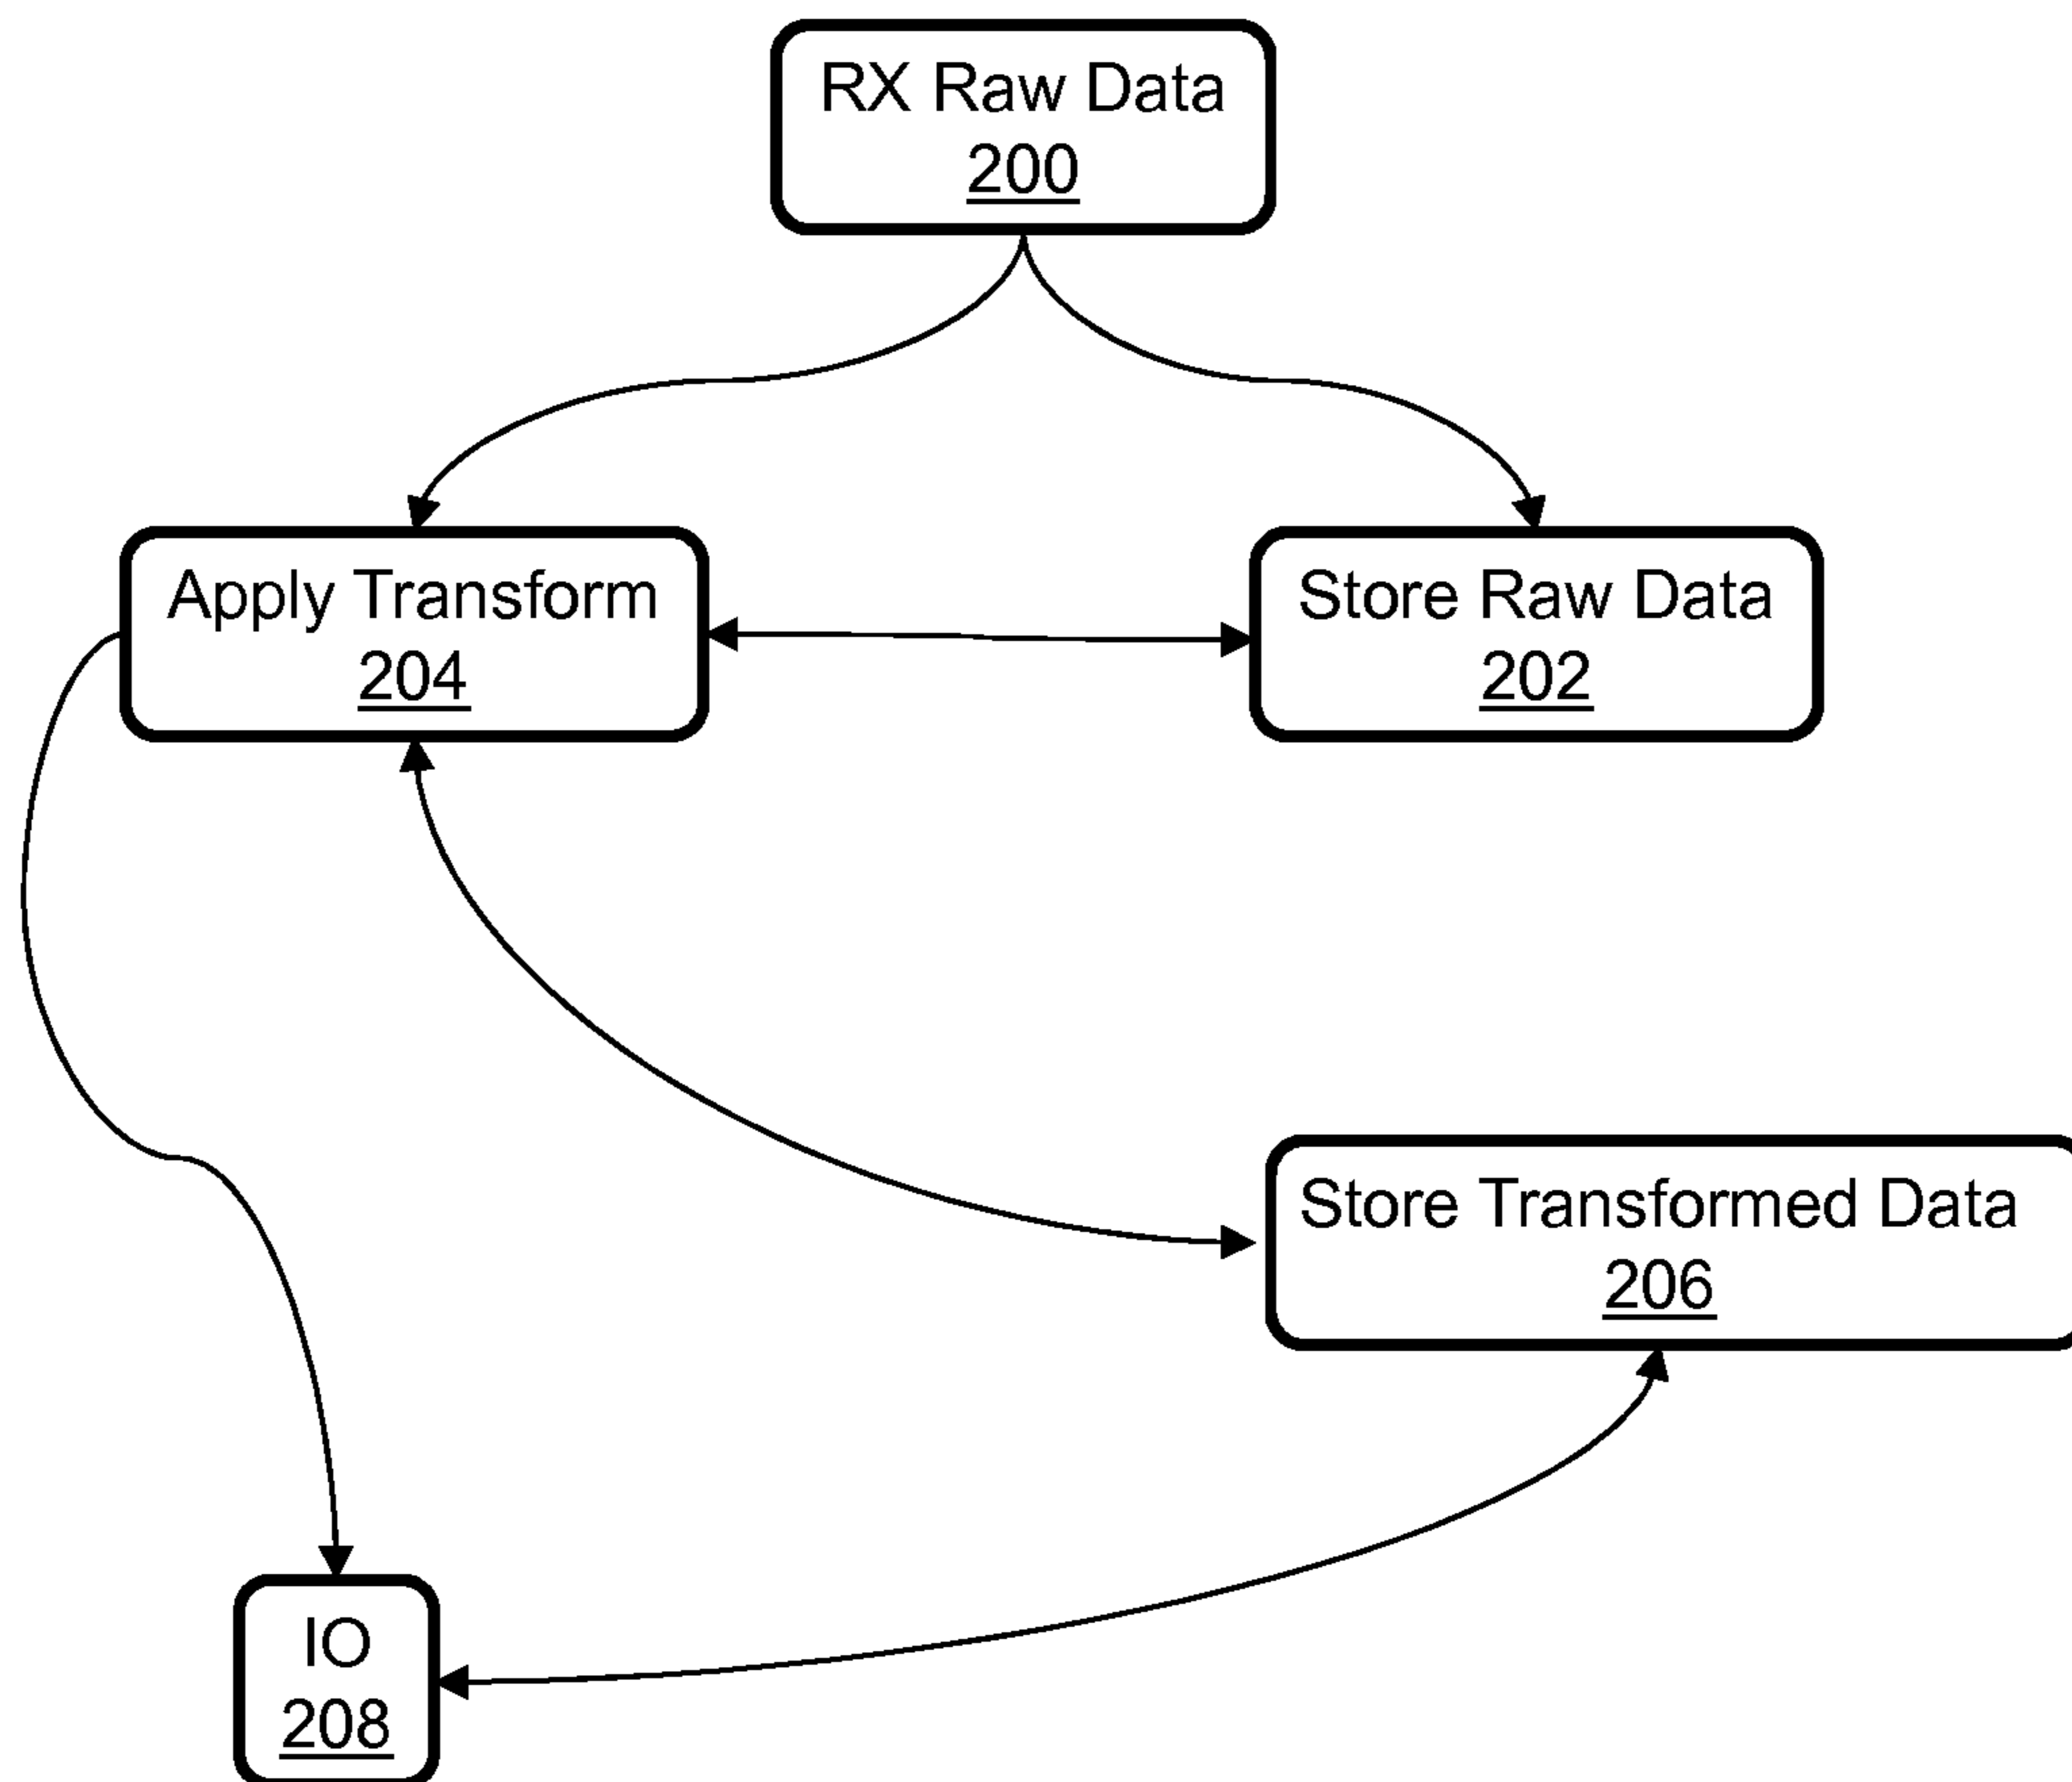 RX Raw Data
200
Apply Transform
204
Store Raw Data
202
Store Transformed Data
206
IO
208